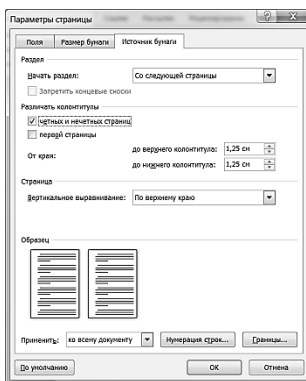 Параметры страницы
Поля Размер бумаги Источник бумаги
Раздел
Начать раздел: Со следующей страницы
Запретить концевые сноски
Различать колонтитулы
четных и нечетных страниц
первой страницы
От края: до верхнего колонтитула: 1,25 см
до нижнего колонтитула: 1,25 см
Страница
Вертикальное выравнивание: По верхнему краю
Образец
Применить: ко всему документу Нумерация строк... Границы...
По умолчанию ОК Отмена